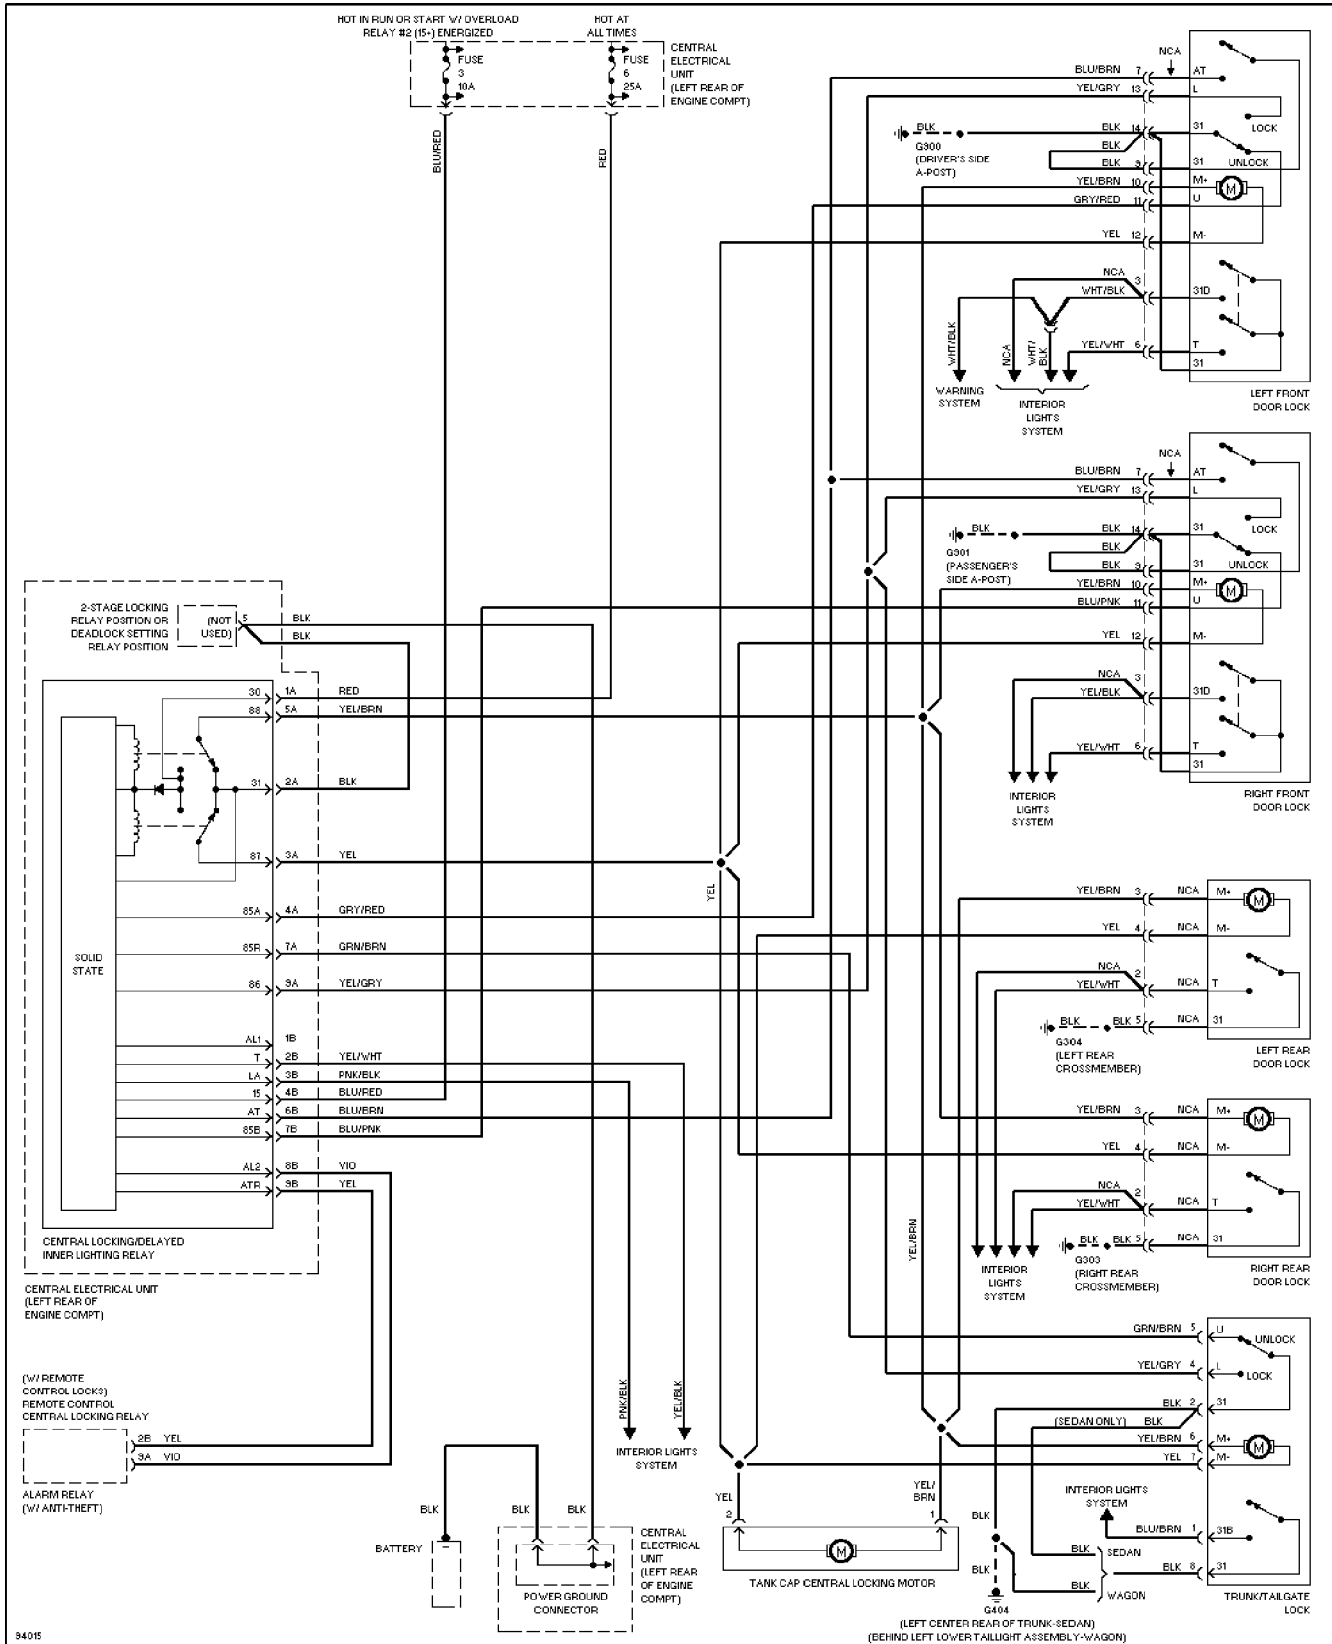 HOT IN RUN OR START W/ OVERLOAD
RELAY #2 (15+) ENERGIZED
HOT AT
ALL TIMES
FUSE
3
10A
FUSE
6
25A
CENTRAL
ELECTRICAL
UNIT
(LEFT REAR OF
ENGINE COMPT)
BLU/RED
RED
NCA
BLU/BRN 7 AT
YEL/GRY 13 L
LOCK
BLK BLK 14 31
G900
(DRIVER'S SIDE
A-POST)
BLK
UNLOCK
BLK 9 31
YEL/BRN 10 M+ M
GRY/RED 11 U
YEL 12 M-
NCA 3
WHT/BLK 31D
WHT/BLK
NCA
WHT/
BLK
YEL/WHT 6 T
31
WARNING
SYSTEM
INTERIOR
LIGHTS
SYSTEM
LEFT FRONT
DOOR LOCK
NCA
BLU/BRN 7 AT
YEL/GRY 13 L
LOCK
BLK BLK 14 31
G901
(PASSENGER'S
SIDE A-POST)
BLK
UNLOCK
BLK 9 31
YEL/BRN 10 M+ M
BLU/PNK 11 U
YEL 12 M-
NCA 3
YEL/BLK 31D
YEL/WHT 6 T
31
INTERIOR
LIGHTS
SYSTEM
RIGHT FRONT
DOOR LOCK
2-STAGE LOCKING
RELAY POSITION OR
DEADLOCK SETTING
RELAY POSITION
(NOT
USED)
5 BLK
BLK
30 1A RED
88 5A YEL/BRN
31 2A BLK
87 3A YEL
85A 4A GRY/RED
85R 7A GRN/BRN
86 9A YEL/GRY
AL1 1B
T 2B YEL/WHT
LA 3B PNK/BLK
15 4B BLU/RED
AT 6B BLU/BRN
85B 7B BLU/PNK
AL2 8B VIO
ATR 9B YEL
SOLID
STATE
CENTRAL LOCKING/DELAYED
INNER LIGHTING RELAY
CENTRAL ELECTRICAL UNIT
(LEFT REAR OF
ENGINE COMPT)
YEL
YEL/BRN
YEL/BRN 3 NCA M+ M
YEL 4 NCA M-
NCA 2
YEL/WHT NCA T
BLK BLK 5 NCA 31
G304
(LEFT REAR
CROSSMEMBER)
LEFT REAR
DOOR LOCK
YEL/BRN 3 NCA M+ M
YEL 4 NCA M-
NCA 2
YEL/WHT NCA T
BLK BLK 5 NCA 31
G303
(RIGHT REAR
CROSSMEMBER)
INTERIOR
LIGHTS
SYSTEM
RIGHT REAR
DOOR LOCK
(W/ REMOTE
CONTROL LOCKS)
REMOTE CONTROL
CENTRAL LOCKING RELAY
2B YEL
9A VIO
ALARM RELAY
(W/ ANTI-THEFT)
PNK/BLK
YEL/BLK
INTERIOR LIGHTS
SYSTEM
BLK
BLK
BLK
BATTERY
POWER GROUND
CONNECTOR
CENTRAL
ELECTRICAL
UNIT
(LEFT REAR
OF ENGINE
COMPT)
YEL
2
YEL/
BRN
1
M
TANK CAP CENTRAL LOCKING MOTOR
GRN/BRN 5 U
UNLOCK
YEL/GRY 4 L
LOCK
BLK 2 31
(SEDAN ONLY) BLK
YEL/BRN 6 M+ M
YEL 7 M-
INTERIOR LIGHTS
SYSTEM
BLU/BRN 1 31B
BLK
BLK SEDAN
BLK 8 31
BLK
BLK WAGON
G404
(LEFT CENTER REAR OF TRUNK-SEDAN)
(BEHIND LEFT LOWER TAILLIGHT ASSEMBLY-WAGON)
TRUNK/TAILGATE
LOCK
94015